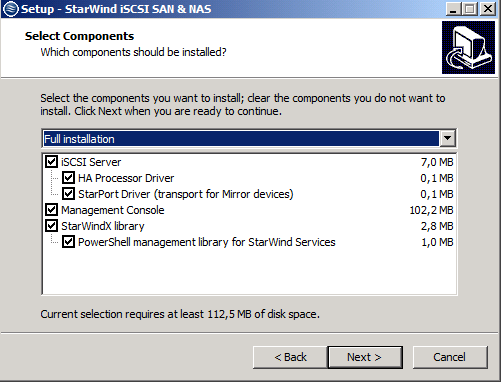 Setup - StarWind iSCSI SAN & NAS
Select Components
Which components should be installed?
Select the components you want to install; clear the components you do not want to
install. Click Next when you are ready to continue.
Full installation
iSCSI Server 7,0 MB
HA Processor Driver 0,1 MB
StarPort Driver (transport for Mirror devices) 0,1 MB
Management Console 102,2 MB
StarWindX library 2,8 MB
PowerShell management library for StarWind Services 1,0 MB
Current selection requires at least 112,5 MB of disk space.
< Back Next > Cancel